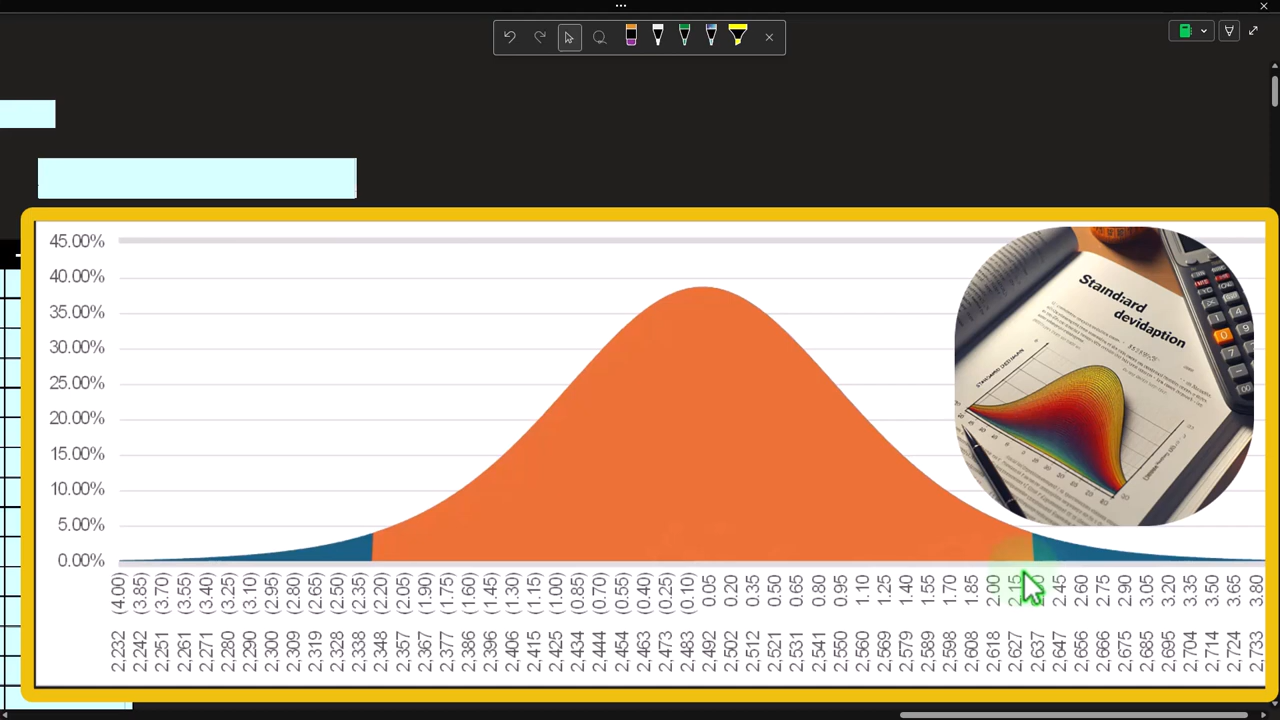 45.00%
40.00%
35.00%
30.00%
25.00%
20.00%
15.00%
10.00%
5.00%
0.00%
(4.00) (3.85) (3.70) (3.55) (3.40) (3.25) (3.10) (2.95) (2.80) (2.65) (2.50) (2.35) (2.20) (2.05) (1.90) (1.75) (1.60) (1.45) (1.30) (1.15) (1.00) (0.85) (0.70) (0.55) (0.40) (0.25) (0.10) 0.05 0.20 0.35 0.50 0.65 0.80 0.95 1.10 1.25 1.40 1.55 1.70 1.85 2.00 2.15 2.45 2.60 2.75 2.90 3.05 3.20 3.35 3.50 3.65 3.80
2,232 2,242 2,251 2,261 2,271 2,280 2,290 2,300 2,309 2,319 2,328 2,338 2,348 2,357 2,367 2,377 2,386 2,396 2,406 2,415 2,425 2,434 2,444 2,454 2,463 2,473 2,483 2,492 2,502 2,512 2,521 2,531 2,541 2,550 2,560 2,569 2,579 2,589 2,598 2,608 2,618 2,627 2,637 2,647 2,656 2,666 2,675 2,685 2,695 2,704 2,714 2,724 2,733
Stamdıard
devidaption